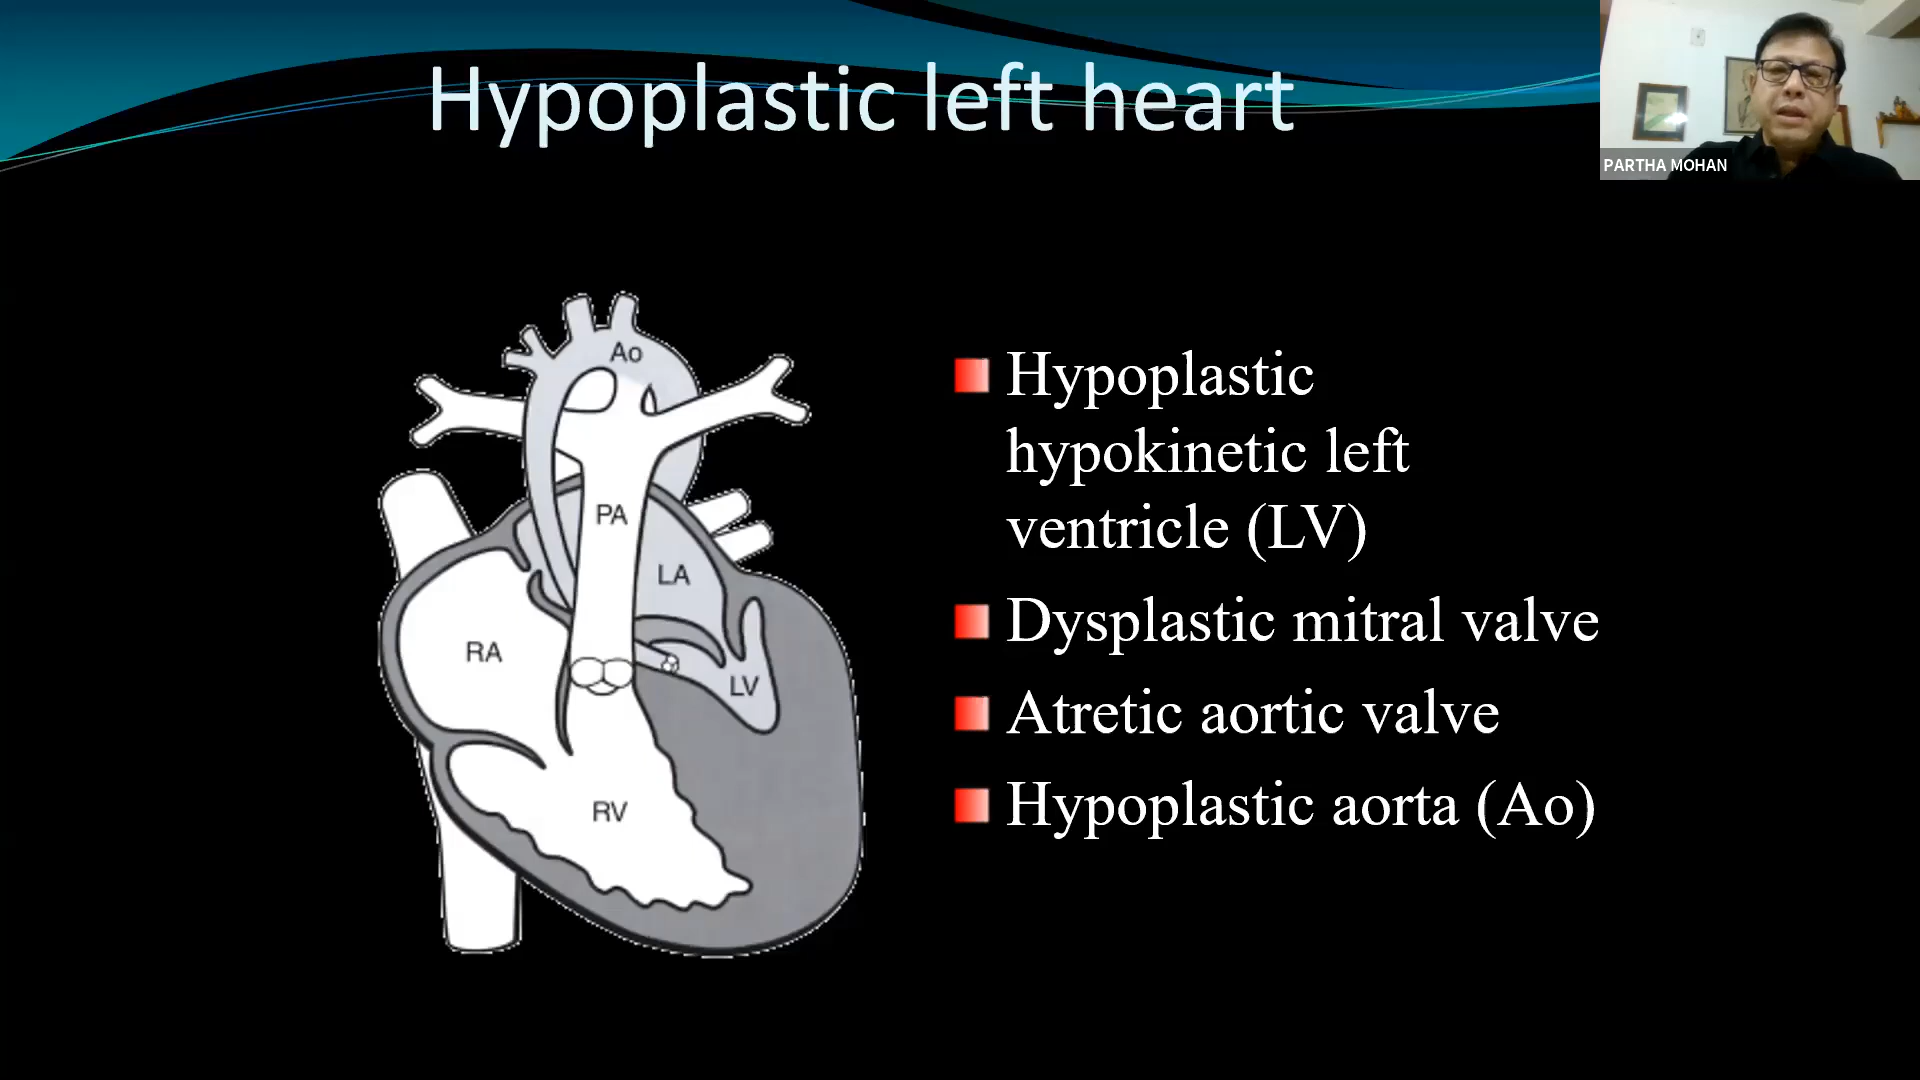 Hypoplastic left heart
PARTHA MOHAN
Ao
PA
LA
RA
LV
RV
Hypoplastic
hypokinetic left
ventricle (LV)
Dysplastic mitral valve
Atretic aortic valve
Hypoplastic aorta (Ao)